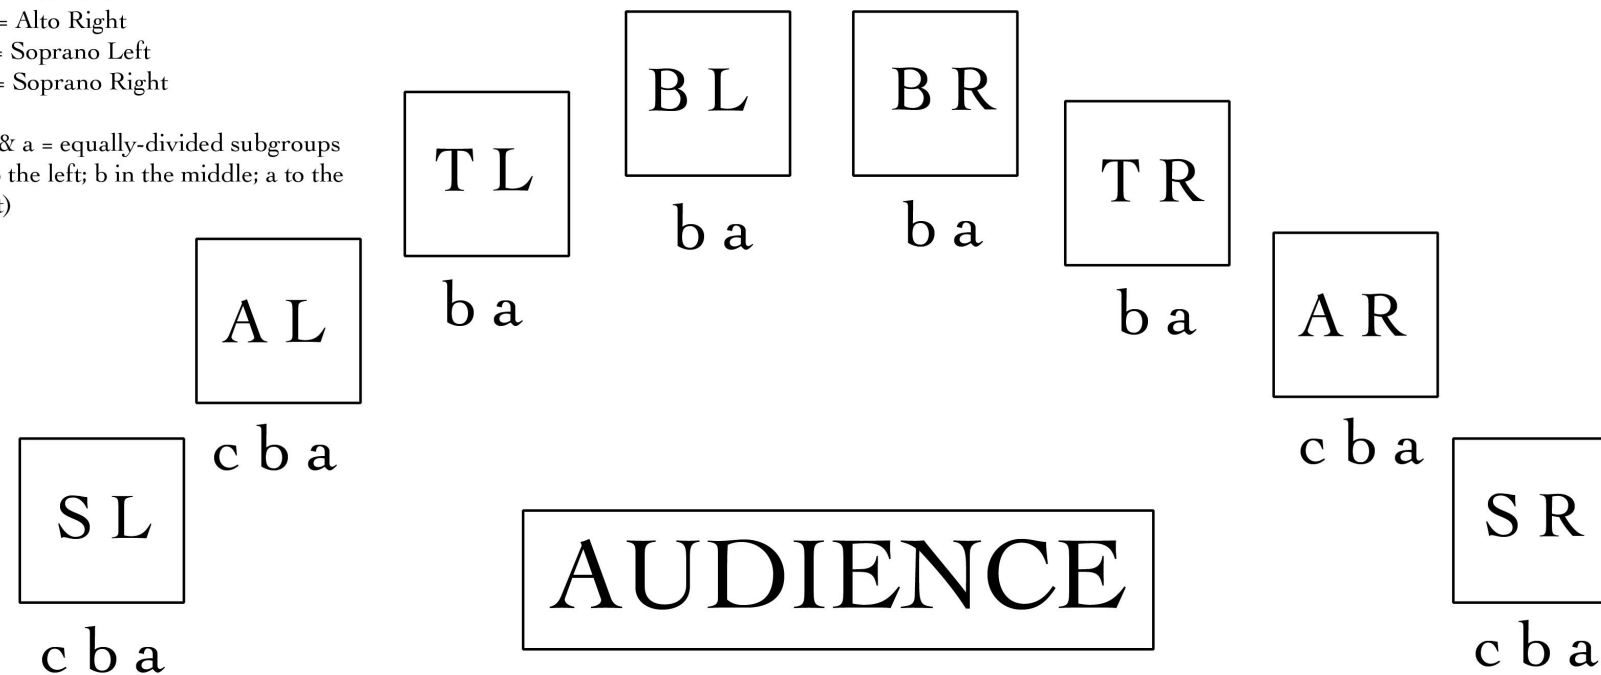 = Alto Right
= Soprano Left
= Soprano Right
& a = equally-divided subgroups
the left; b in the middle; a to the
B L
B R
b a
b a
T L
T R
b a
b a
A L
A R
c b a
c b a
S L
S R
AUDIENCE
c b a
c b a